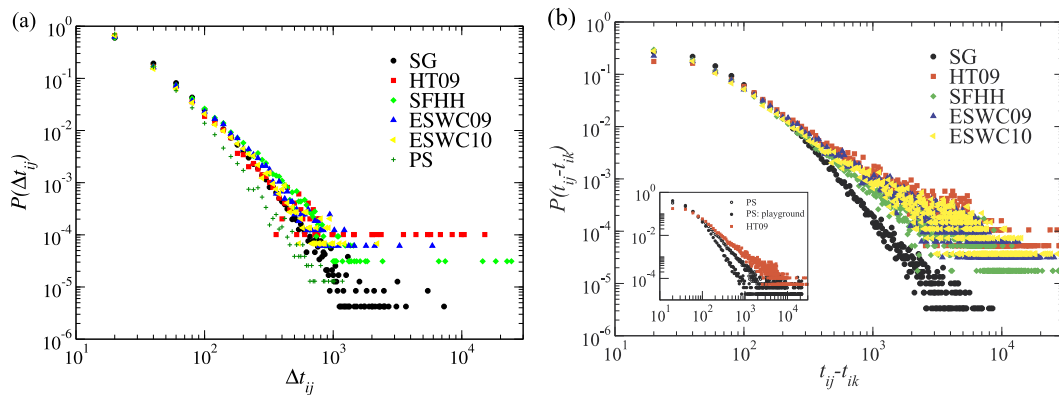 (a)
10^0
10^-1
10^-2
10^-3
10^-4
10^-5
10^-6
P(Δt_ij)
SG
HT09
SFHH
ESWC09
ESWC10
PS
10^1
10^2
10^3
10^4
Δt_ij
(b)
10^0
10^-1
10^-2
10^-3
10^-4
10^-5
10^-6
P(t_ij-t_ik)
SG
HT09
SFHH
ESWC09
ESWC10
10^0
10^-2
10^-4
PS
PS: playground
HT09
10^1
10^2
10^3
10^4
10^1
10^2
10^3
10^4
t_ij-t_ik